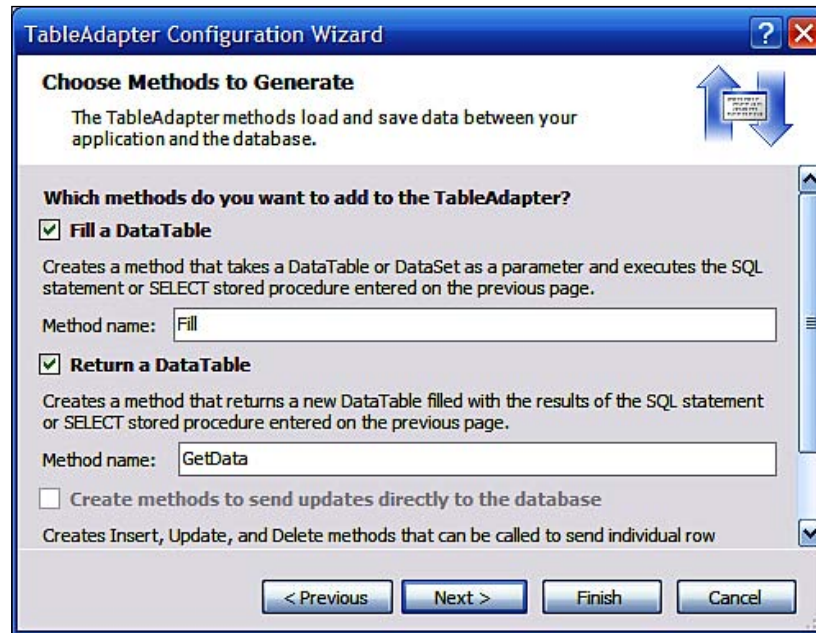 TableAdapter Configuration Wizard
Choose Methods to Generate
The TableAdapter methods load and save data between your
application and the database.
Which methods do you want to add to the TableAdapter?
Fill a DataTable
Creates a method that takes a DataTable or DataSet as a parameter and executes the SQL
statement or SELECT stored procedure entered on the previous page.
Method name: Fill
Return a DataTable
Creates a method that returns a new DataTable filled with the results of the SQL statement
or SELECT stored procedure entered on the previous page.
Method name: GetData
Create methods to send updates directly to the database
Creates Insert, Update, and Delete methods that can be called to send individual row
< Previous Next > Finish Cancel